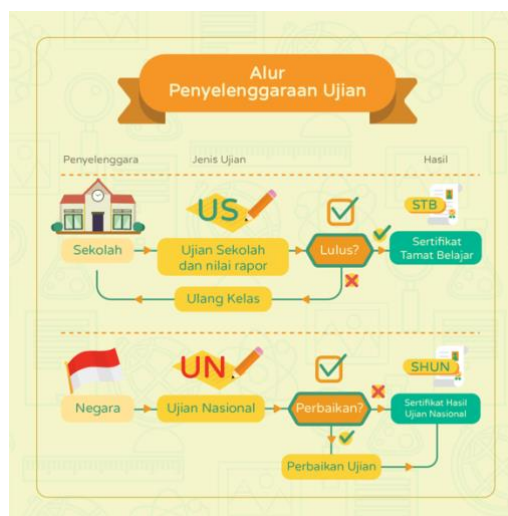 Alur
Penyelenggaraan Ujian
Penyelenggara
Jenis Ujian
Hasil
US
STB
Sekolah
Ujian Sekolah
dan nilai rapor
Lulus?
Sertifikat
Tamat Belajar
Ulang Kelas
UN
SHUN
Negara
Ujian Nasional
Perbaikan?
Sertifikat Hasil
Ujian Nasional
Perbaikan Ujian